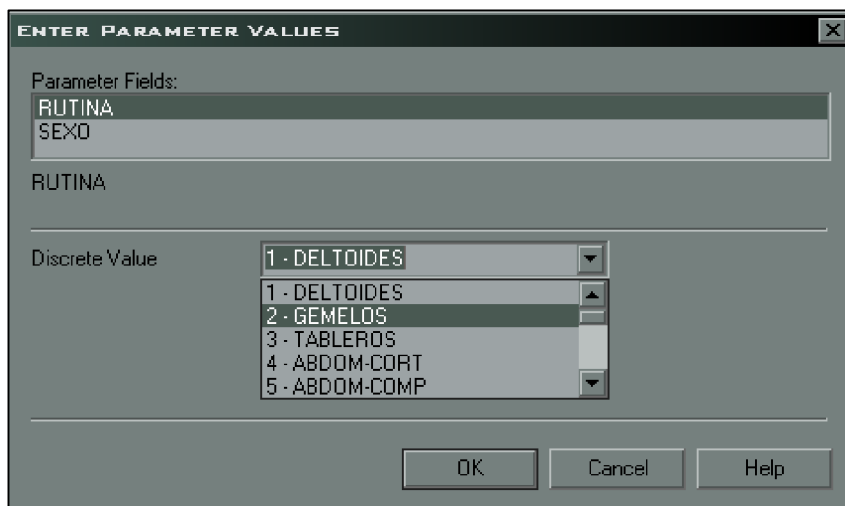 ENTER PARAMETER VALUES
Parameter Fields:
RUTINA
SEXO
RUTINA
Discrete Value 1 - DELTOIDES
1 - DELTOIDES
2 - GEMELOS
3 - TABLEROS
4 - ABDOM-CORT
5 - ABDOM-COMP
OK Cancel Help